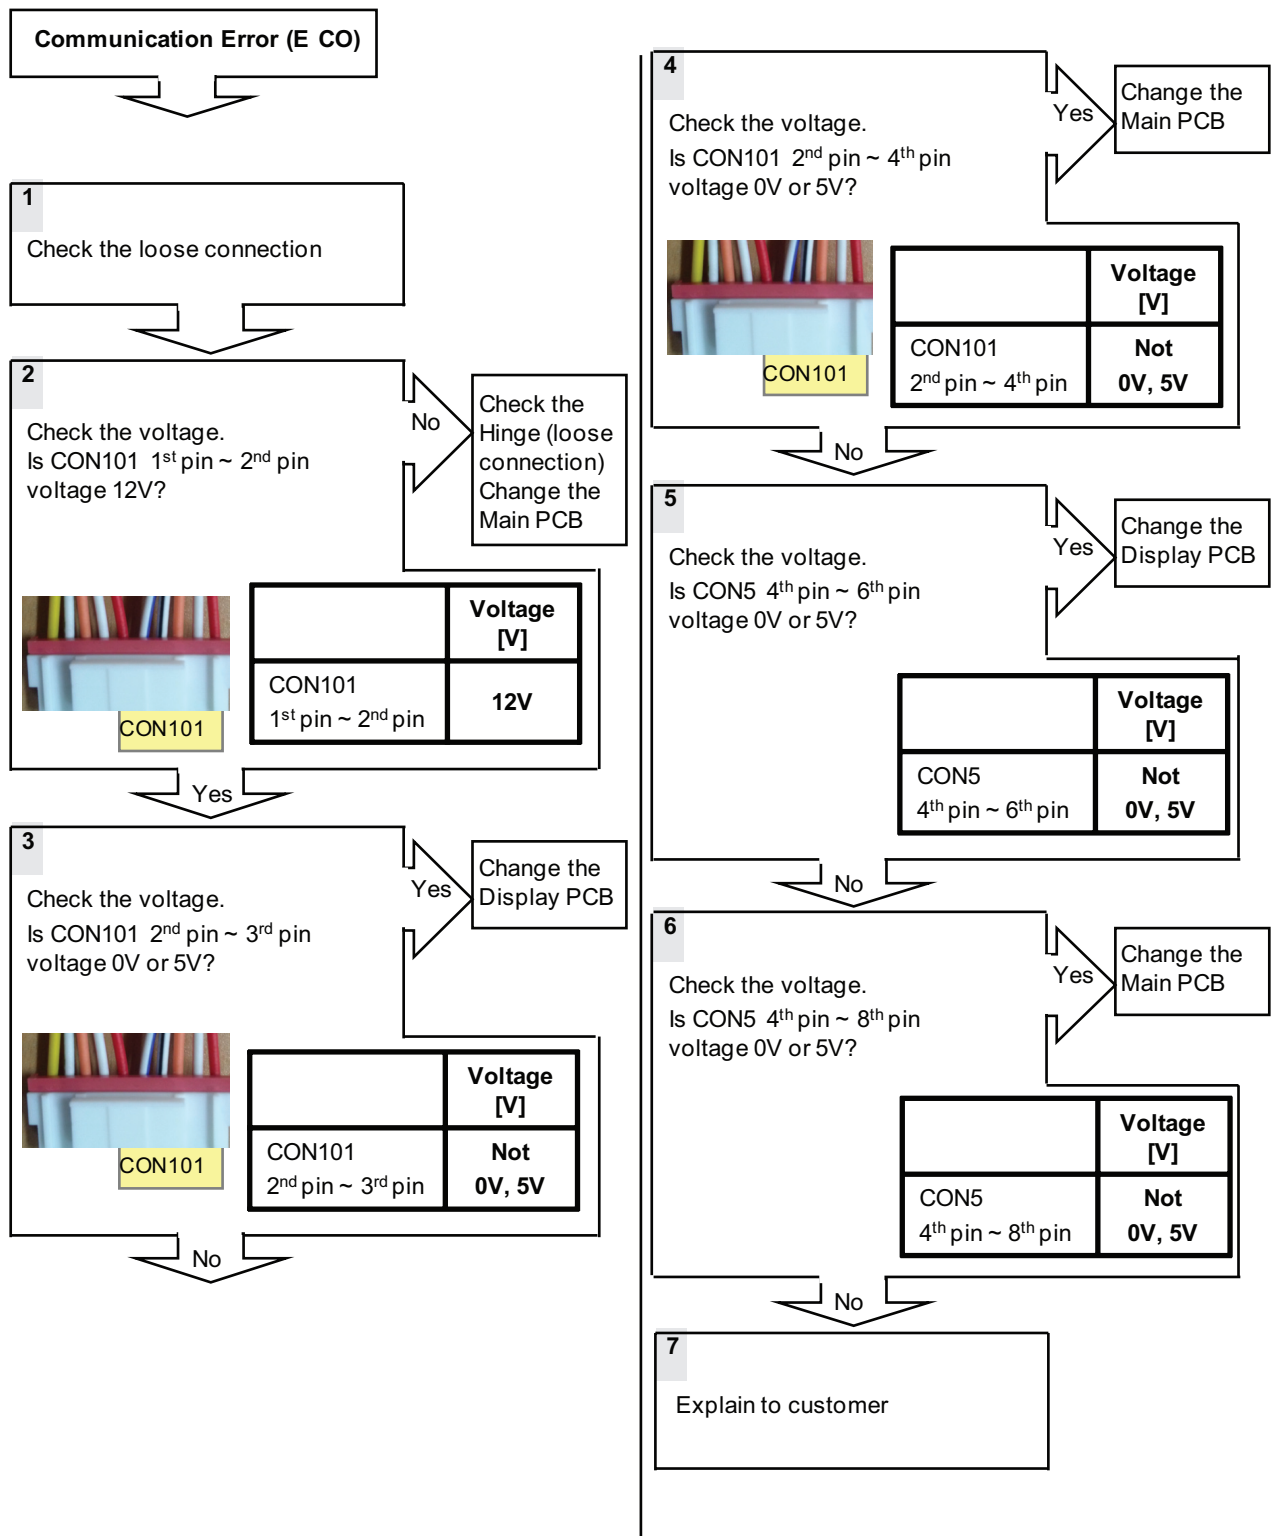 Communication Error (E CO)
1
Check the loose connection
2
Check the voltage.
Is CON101 1st pin ~ 2nd pin
voltage 12V?
No
Check the
Hinge (loose
connection)
Change the
Main PCB
CON101
Voltage
[V]
CON101
1st pin ~ 2nd pin
12V
Yes
3
Check the voltage.
Is CON101 2nd pin ~ 3rd pin
voltage 0V or 5V?
Yes
Change the
Display PCB
CON101
Voltage
[V]
CON101
2nd pin ~ 3rd pin
Not
0V, 5V
No
4
Check the voltage.
Is CON101 2nd pin ~ 4th pin
voltage 0V or 5V?
Yes
Change the
Main PCB
CON101
Voltage
[V]
CON101
2nd pin ~ 4th pin
Not
0V, 5V
No
5
Check the voltage.
Is CON5 4th pin ~ 6th pin
voltage 0V or 5V?
Yes
Change the
Display PCB
Voltage
[V]
CON5
4th pin ~ 6th pin
Not
0V, 5V
No
6
Check the voltage.
Is CON5 4th pin ~ 8th pin
voltage 0V or 5V?
Yes
Change the
Main PCB
Voltage
[V]
CON5
4th pin ~ 8th pin
Not
0V, 5V
No
7
Explain to customer